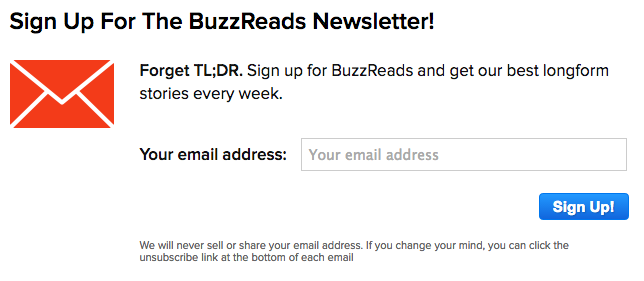 Sign Up For The BuzzReads Newsletter!
Forget TL;DR. Sign up for BuzzReads and get our best longform
stories every week.
Your email address: Your email address
Sign Up!
We will never sell or share your email address. If you change your mind, you can click the
unsubscribe link at the bottom of each email